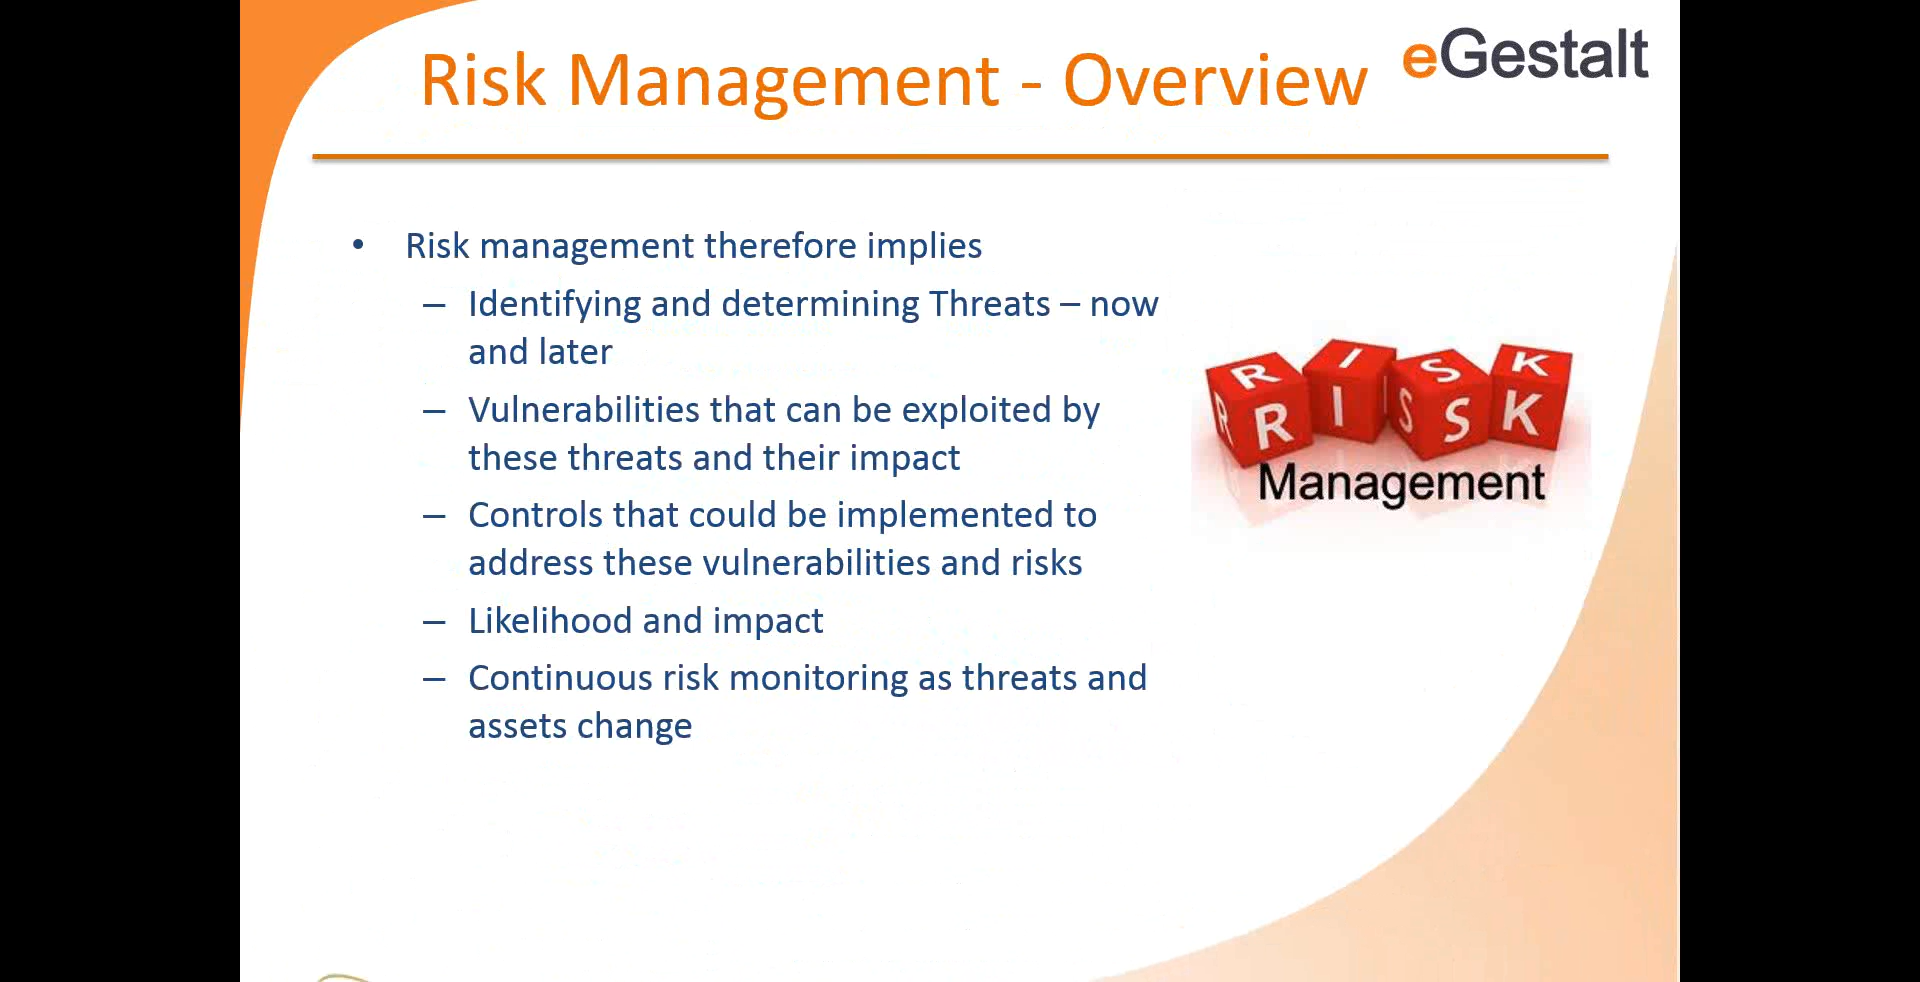 Risk Management - Overview
eGestalt
• Risk management therefore implies
– Identifying and determining Threats – now
and later
– Vulnerabilities that can be exploited by
these threats and their impact
– Controls that could be implemented to
address these vulnerabilities and risks
– Likelihood and impact
– Continuous risk monitoring as threats and
assets change
R I S K
R R I I S S K
Management